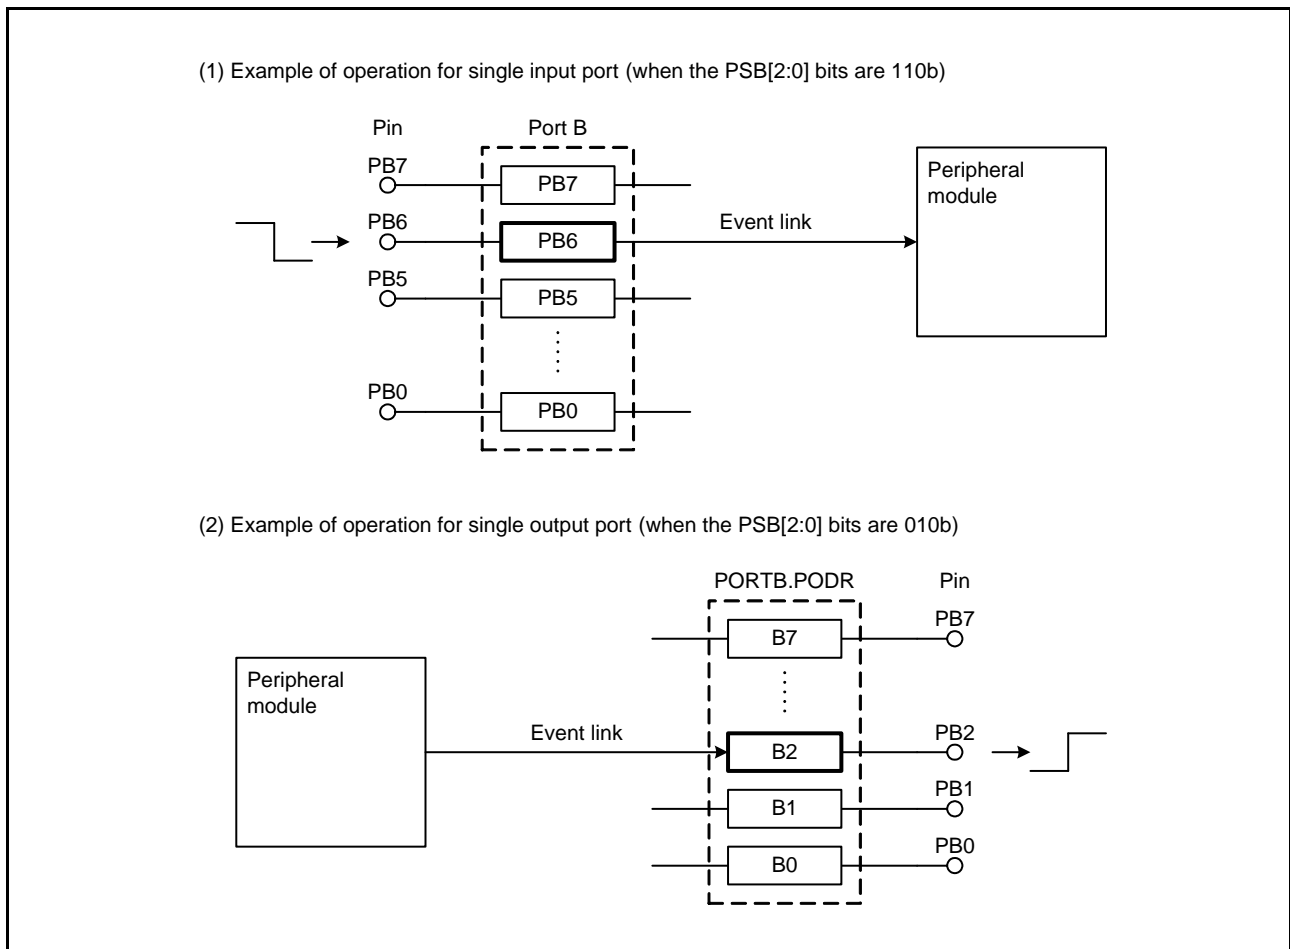 (1) Example of operation for single input port (when the PSB[2:0] bits are 110b)
Pin
Port B
PB7
PB7
Peripheral
module
PB6
PB6
Event link
PB5
PB5
PB0
PB0
(2) Example of operation for single output port (when the PSB[2:0] bits are 010b)
PORTB.PODR
Pin
B7
PB7
Peripheral
module
Event link
B2
PB2
B1
PB1
B0
PB0